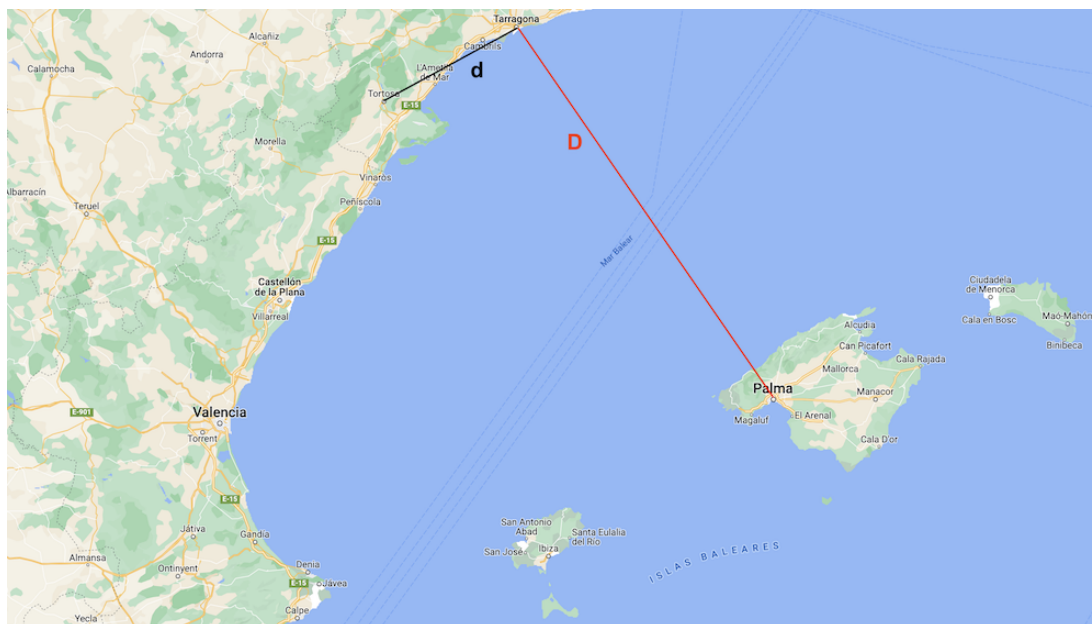 Tarragona
Cambrils
Alcañiz
Andorra
L'Ametlla
de Mar
d
Calamocha
Tortosa
E-15
D
Morella
Vinaròs
Albarracín
Peñíscola
Teruel
E-15
Mar Balear
Castellón
de la Plana
Villarreal
Ciudadela
de Menorca
Cala en Bosc
Maó-Mahón
Binibeca
Alcudia
Can Picafort
Cala Rajada
Mallorca
Palma
Manacor
E-901
Valencia
Magaluf
El Arenal
Torrent
Cala D'or
E-15
Játiva
Gandía
San Antonio
Abad
Santa Eulalia
del Río
San José
Ibiza
ISLAS BALEARES
Almansa
Ontinyent
Denia
Jávea
Calpe
Yecla